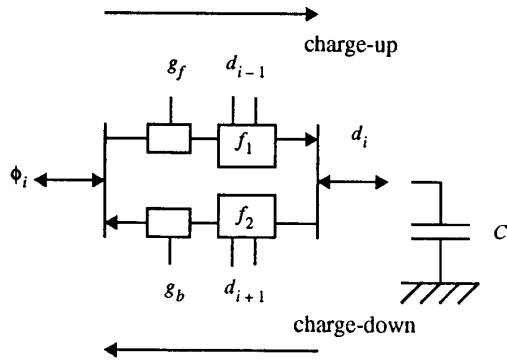 charge-up
g_f d_{i-1}
f_1 d_i
ϕ_i
f_2 C
g_b d_{i+1}
charge-down